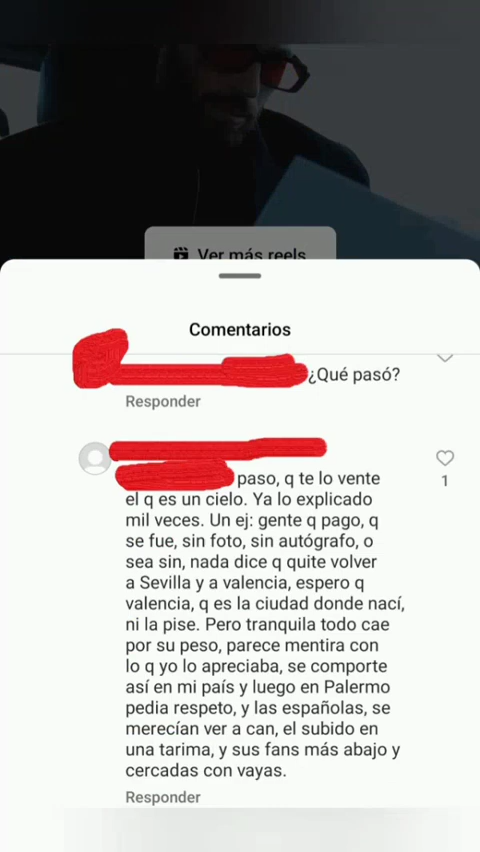 Ver más reels
Comentarios
¿Qué pasó?
Responder
paso, q te lo vente
el q es un cielo. Ya lo explicado
mil veces. Un ej: gente q pago, q
se fue, sin foto, sin autógrafo, o
sea sin, nada dice q quite volver
a Sevilla y a valencia, espero q
valencia, q es la ciudad donde nací,
ni la pise. Pero tranquila todo cae
por su peso, parece mentira con
lo q yo lo apreciaba, se comporte
así en mi país y luego en Palermo
pedia respeto, y las españolas, se
merecían ver a can, el subido en
una tarima, y sus fans más abajo y
cercadas con vayas.
1
Responder